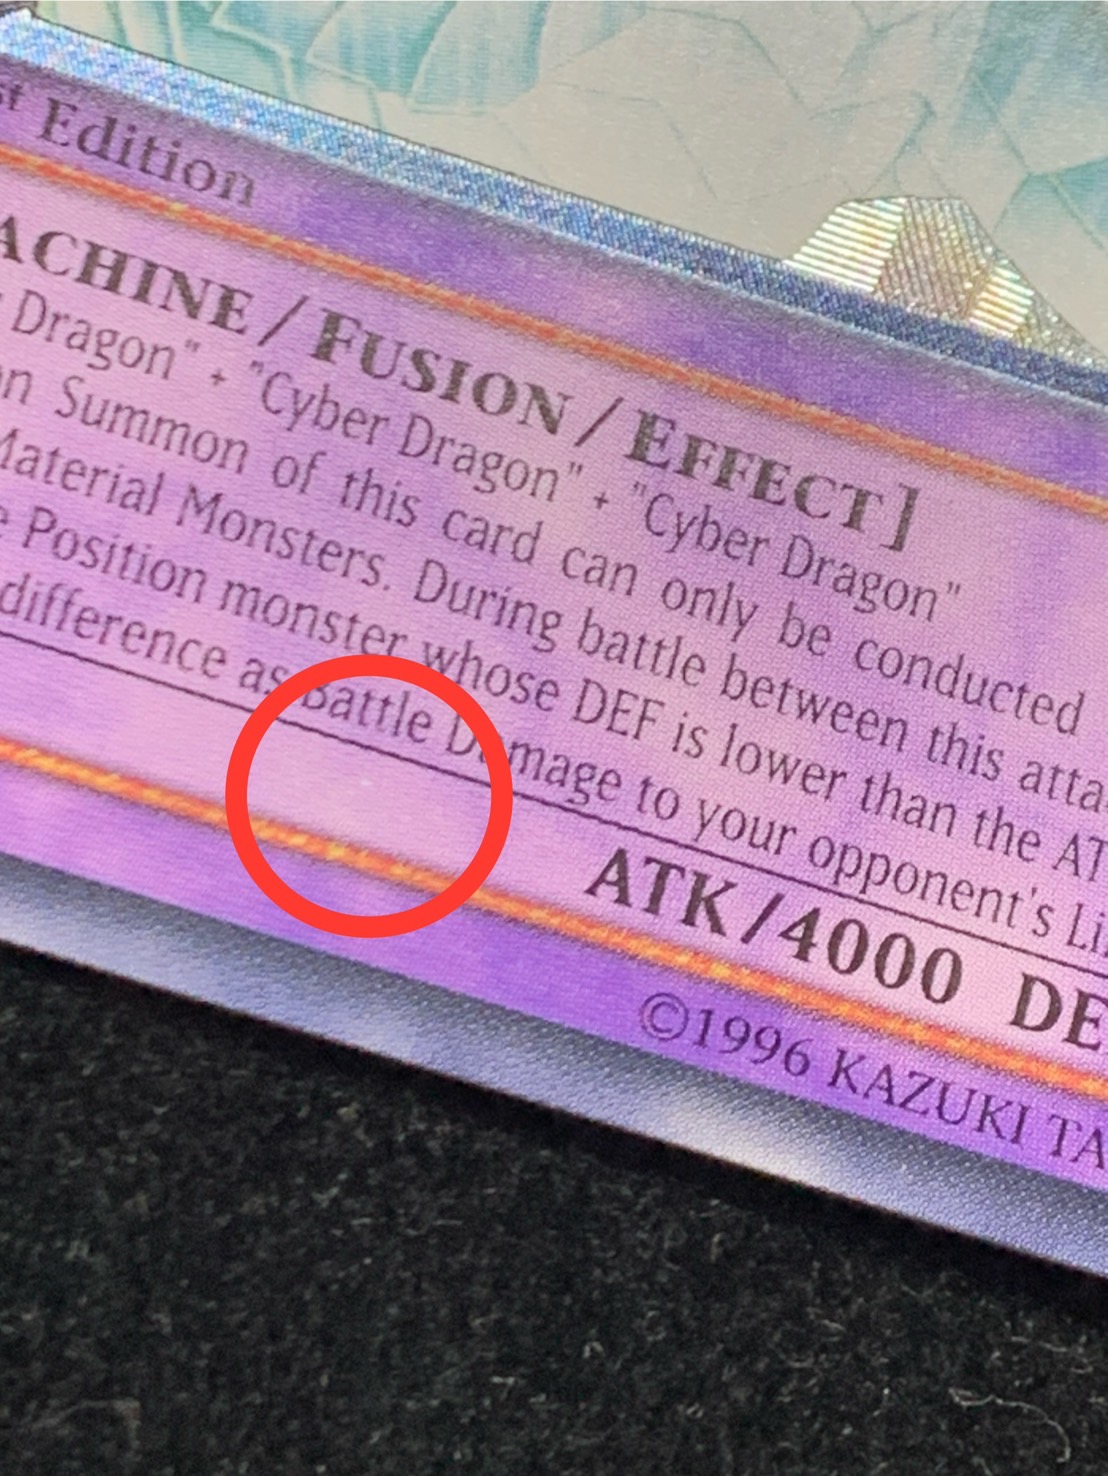 st Edition
ACHINE / FUSION / EFFECT]
Dragon" + "Cyber Dragon" + "Cyber Dragon"
on Summon of this card can only be conducted
Material Monsters. During battle between this atta
e Position monster whose DEF is lower than the AT
difference as Battle Damage to your opponent's Li
ATK/4000 DE
©1996 KAZUKI TA